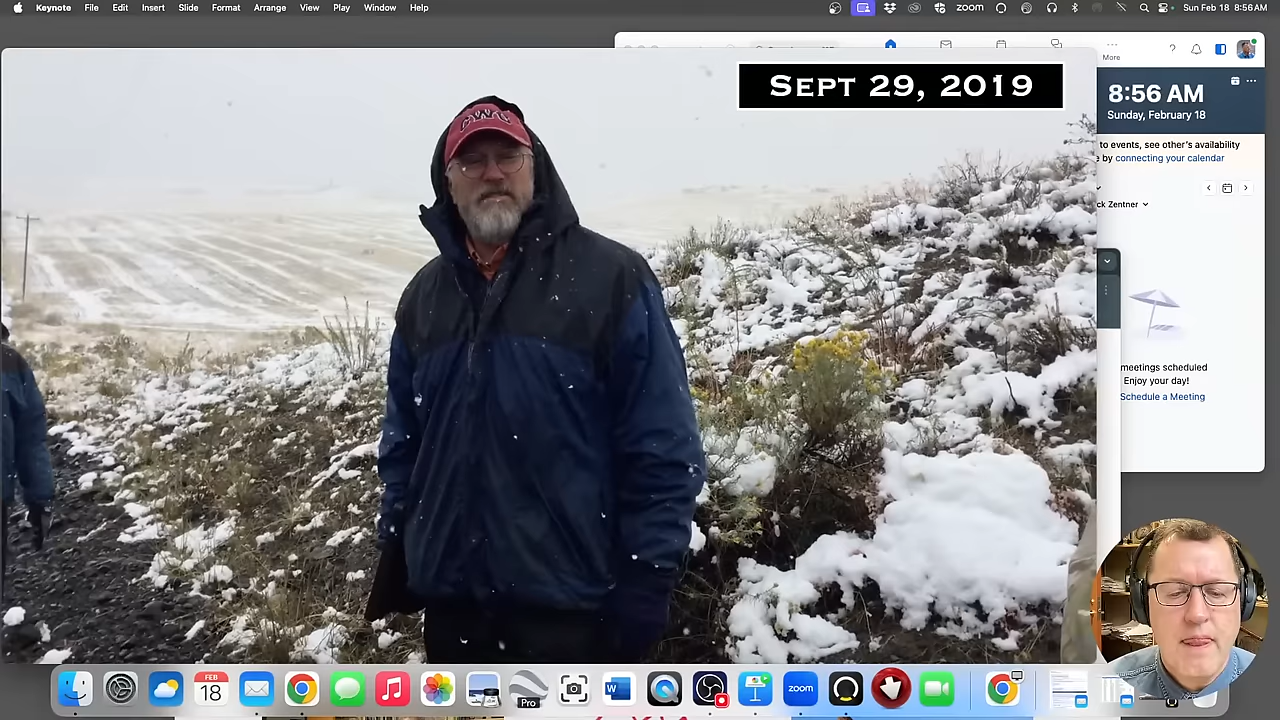 Keynote File Edit Insert Slide Format Arrange View Play Window Help
zoom
Sun Feb 18 8:56AM
More
SEPT 29, 2019
8:56 AM
Sunday, February 18
to events, see other's availability
by connecting your calendar
ck Zentner
meetings scheduled
Enjoy your day!
Schedule a Meeting
FEB
18
Pro
W
zoom